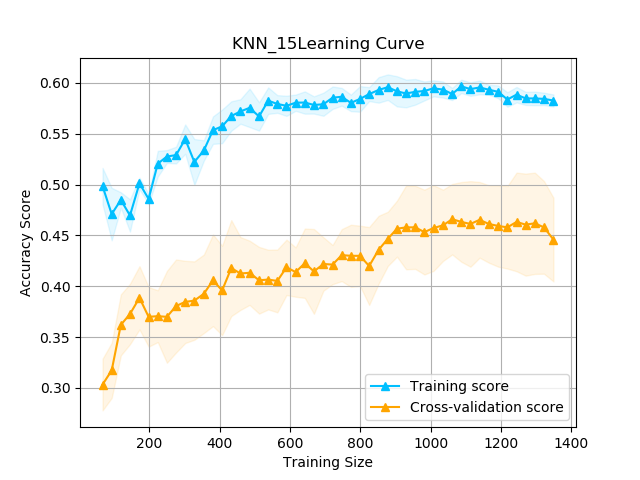 KNN_15Learning Curve
0.60
0.55
0.50
0.45
0.40
0.35
0.30
Accuracy Score
Training score
Cross-validation score
200 400 600 800 1000 1200 1400
Training Size